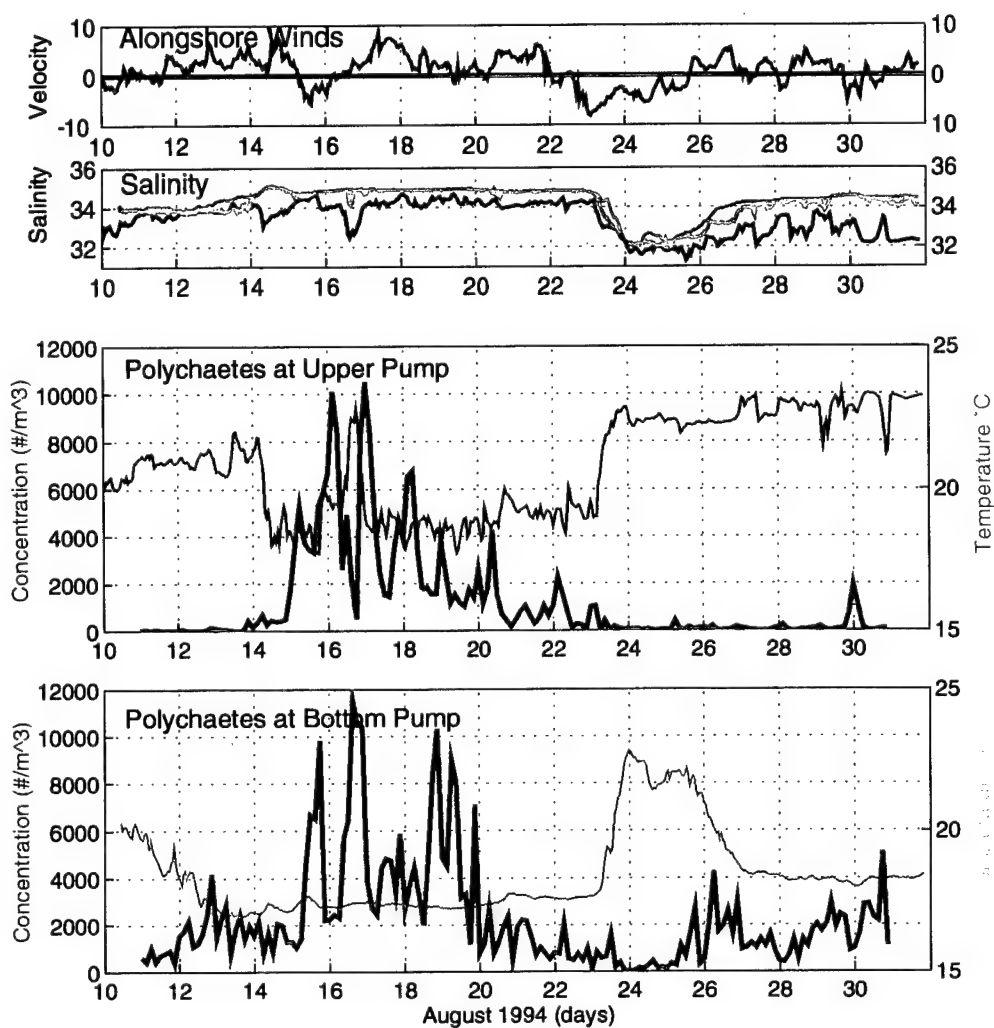 Alongshore Winds
Velocity
10
0
-10
10
0
10
10 12 14 16 18 20 22 24 26 28 30
Salinity
Salinity
36
34
32
36
34
32
10 12 14 16 18 20 22 24 26 28 30
Polychaetes at Upper Pump
Concentration (#/m^3)
12000
10000
8000
6000
4000
2000
0
25
20
15
Temperature °C
10 12 14 16 18 20 22 24 26 28 30
Polychaetes at Bottom Pump
Concentration (#/m^3)
12000
10000
8000
6000
4000
2000
0
25
20
15
10 12 14 16 18 20 22 24 26 28 30
August 1994 (days)